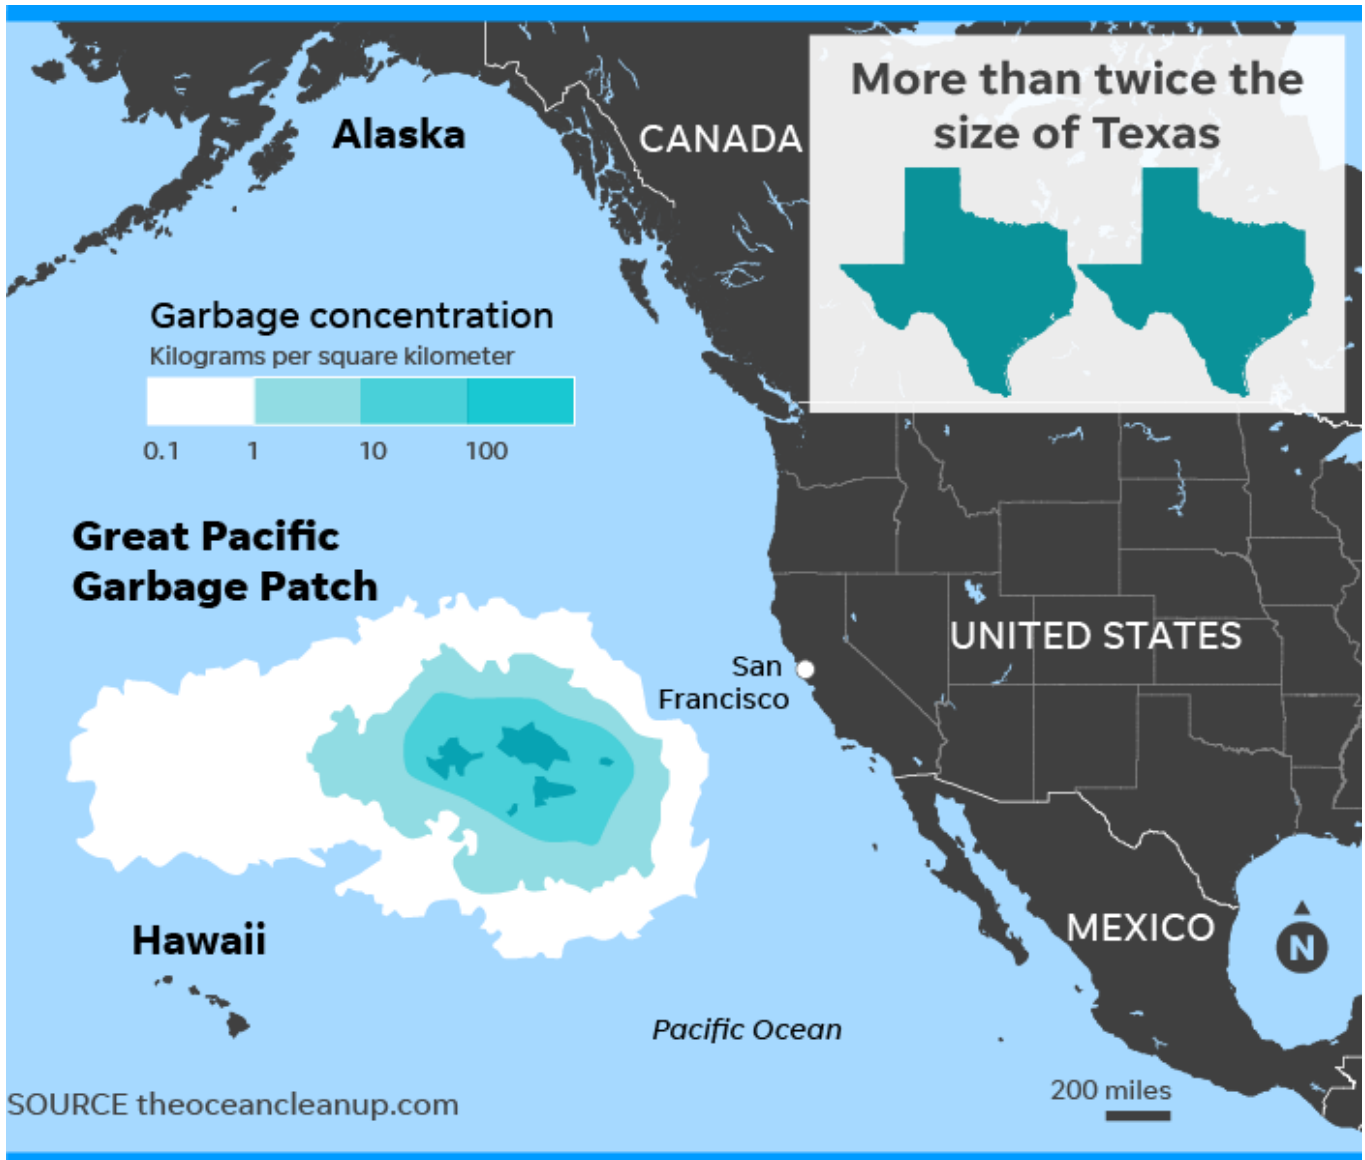 More than twice the
size of Texas
Alaska
CANADA
Garbage concentration
Kilograms per square kilometer
0.1 1 10 100
Great Pacific
Garbage Patch
UNITED STATES
San
Francisco
Hawaii
MEXICO
N
Pacific Ocean
200 miles
SOURCE theoceancleanup.com